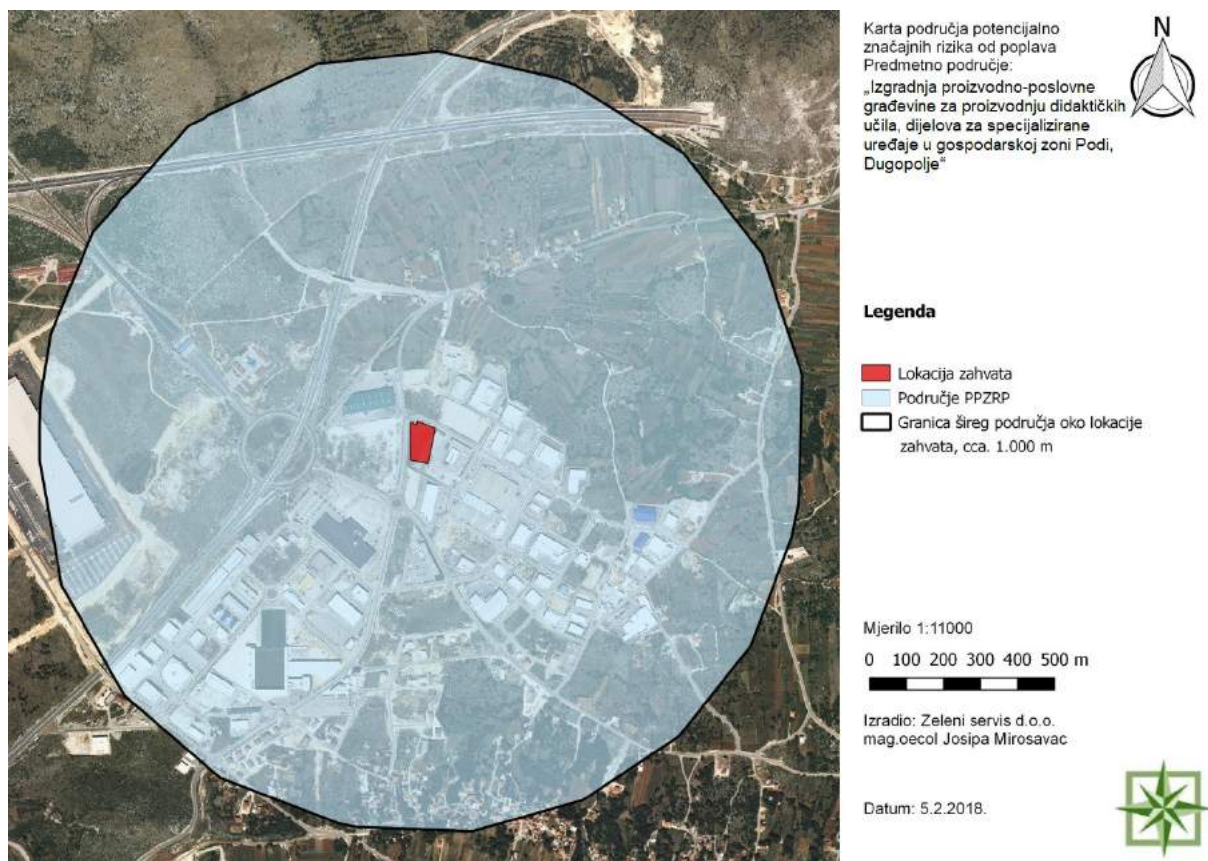 Karta područja potencijalno
značajnih rizika od poplava
Predmetno područje:
„Izgradnja proizvodno-poslovne
građevine za proizvodnju didaktičkih
učila, dijelova za specijalizirane
uređaje u gospodarskoj zoni Podi,
Dugopolje“
N
Legenda
Lokacija zahvata
Područje PPZRP
Granica šireg područja oko lokacije
zahvata, cca. 1.000 m
Mjerilo 1:11000
0 100 200 300 400 500 m
Izradio: Zeleni servis d.o.o.
mag.oecol Josipa Mirosavac
Datum: 5.2.2018.